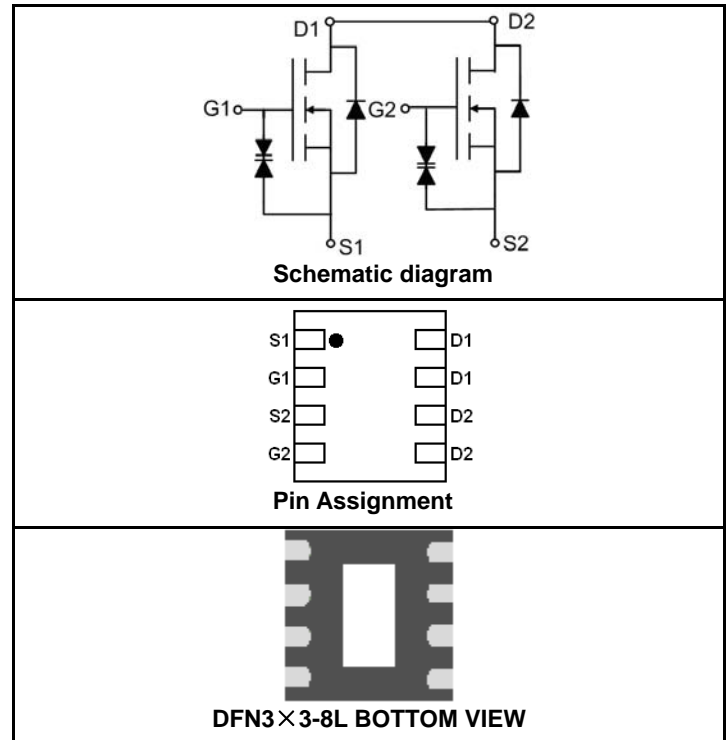 D1 D2
G1 G2
S1 S2
Schematic diagram
S1 D1
G1 D1
S2 D2
G2 D2
Pin Assignment
DFN3×3-8L BOTTOM VIEW